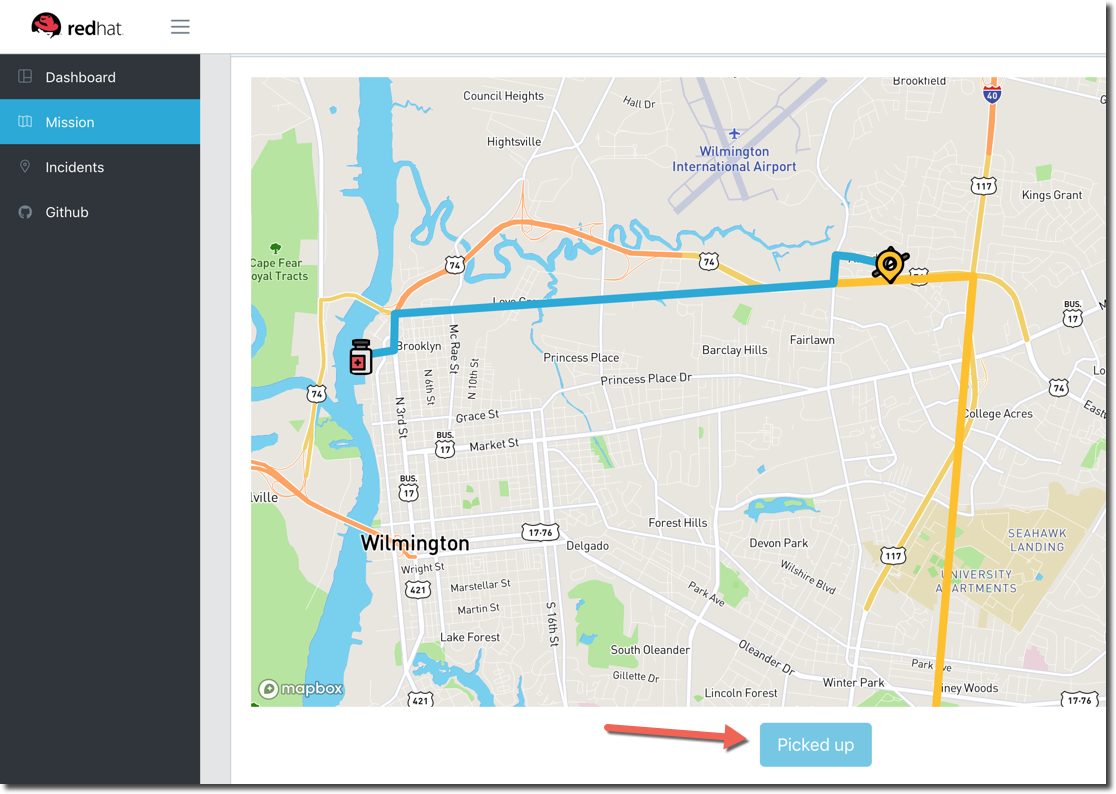 redhat.
Dashboard
Mission
Incidents
Github
Brookfield
Council Heights
Hall Dr
40
Hightsville
Wilmington
International Airport
117
Kings Grant
Cape Fear
oyal Tracts
74
74
BUS.
17
Brooklyn
Mc Rae St
Princess Place
Barclay Hills
Fairlawn
N 6th St
N 10th St
Princess Place Dr
74
74
N 3rd St
Grace St
College Acres
BUS.
17
Market St
BUS.
17
lville
17-76
Forest Hills
SEAHAWK
LANDING
Wilmington
Delgado
Devon Park
117
Wright St
Wilshire Blvd
UNIVERSITY
APARTMENTS
421
Marstellar St
Park Ave
Martin St
S 16th St
Lake Forest
South Oleander
Oleander Dr
Gillette Dr
Winter Park
iney Woods
mapbox
421
Lincoln Forest
17-76
Picked up